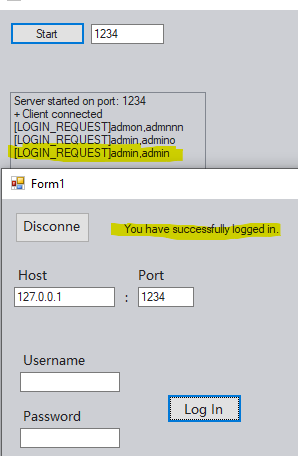 Start
1234
Server started on port: 1234
+ Client connected
[LOGIN_REQUEST]admon,admnnn
[LOGIN_REQUEST]admin,admino
[LOGIN_REQUEST]admin,admin
Form1
Disconne
You have successfully logged in.
Host
Port
127.0.0.1
:
1234
Username
Password
Log In